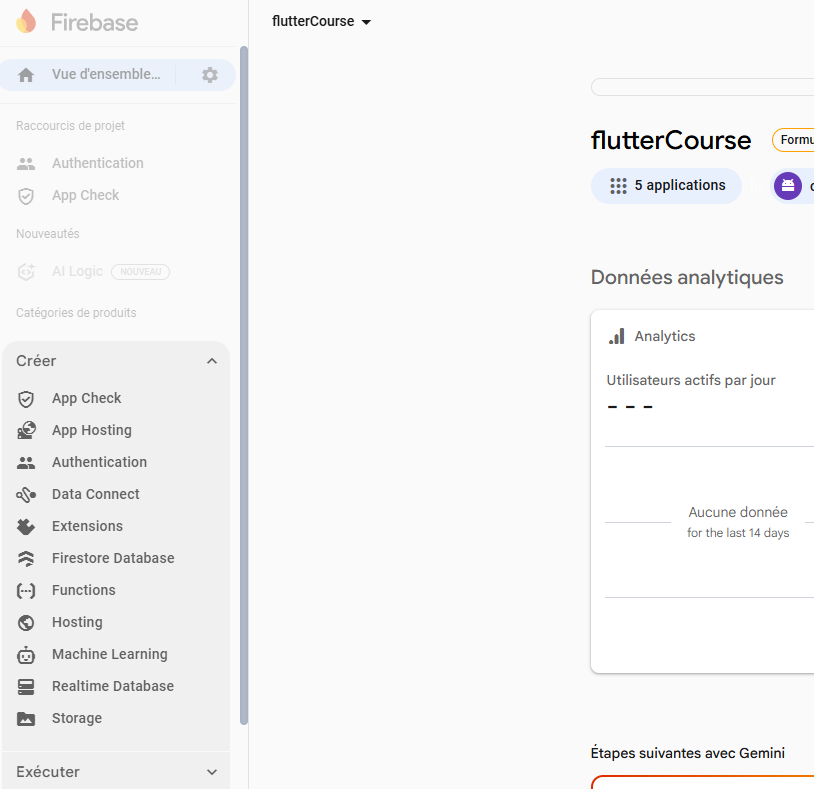 Firebase
flutterCourse
Vue d'ensemble...
Raccourcis de projet
Authentication
App Check
Nouveautés
AI Logic NOUVEAU
Catégories de produits
Créer
App Check
App Hosting
Authentication
Data Connect
Extensions
Firestore Database
Functions
Hosting
Machine Learning
Realtime Database
Storage
Exécuter
flutterCourse
5 applications
Données analytiques
Analytics
Utilisateurs actifs par jour
- - -
Aucune donnée
for the last 14 days
Étapes suivantes avec Gemini